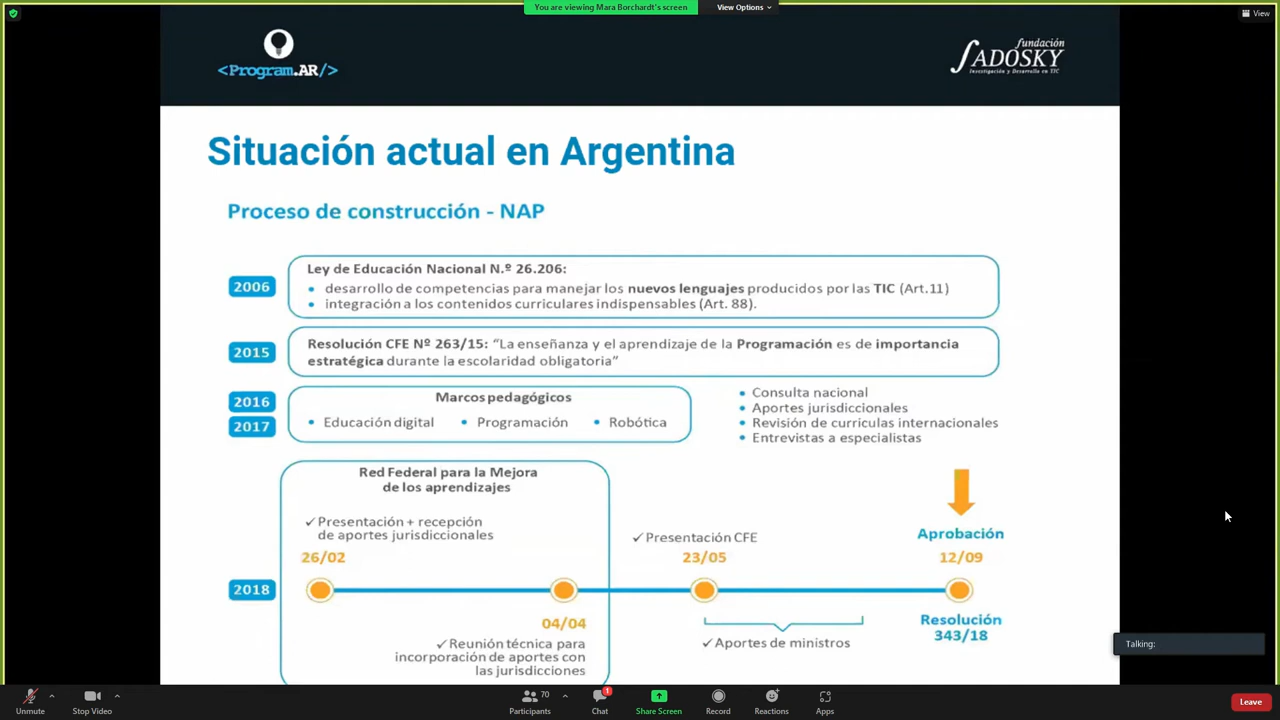 You are viewing Mara Borchardt's screen
View Options
View
<Program.AR/>
fundación
SADOSKY
Investigación y Desarrollo en TIC
Situación actual en Argentina
Proceso de construcción - NAP
2006
Ley de Educación Nacional N.º 26.206:
• desarrollo de competencias para manejar los nuevos lenguajes producidos por las TIC (Art.11)
• integración a los contenidos curriculares indispensables (Art. 88).
2015
Resolución CFE Nº 263/15: “La enseñanza y el aprendizaje de la Programación es de importancia
estratégica durante la escolaridad obligatoria”
2016
2017
Marcos pedagógicos
• Educación digital • Programación • Robótica
• Consulta nacional
• Aportes jurisdiccionales
• Revisión de curriculas internacionales
• Entrevistas a especialistas
Red Federal para la Mejora
de los aprendizajes
✓ Presentación + recepción
de aportes jurisdiccionales
26/02
✓ Presentación CFE
23/05
Aprobación
12/09
2018
04/04
✓ Reunión técnica para
incorporación de aportes con
las jurisdicciones
✓ Aportes de ministros
Resolución
343/18
Talking:
Unmute
Stop Video
70
Participants
1
Chat
Share Screen
Record
Reactions
Apps
Leave